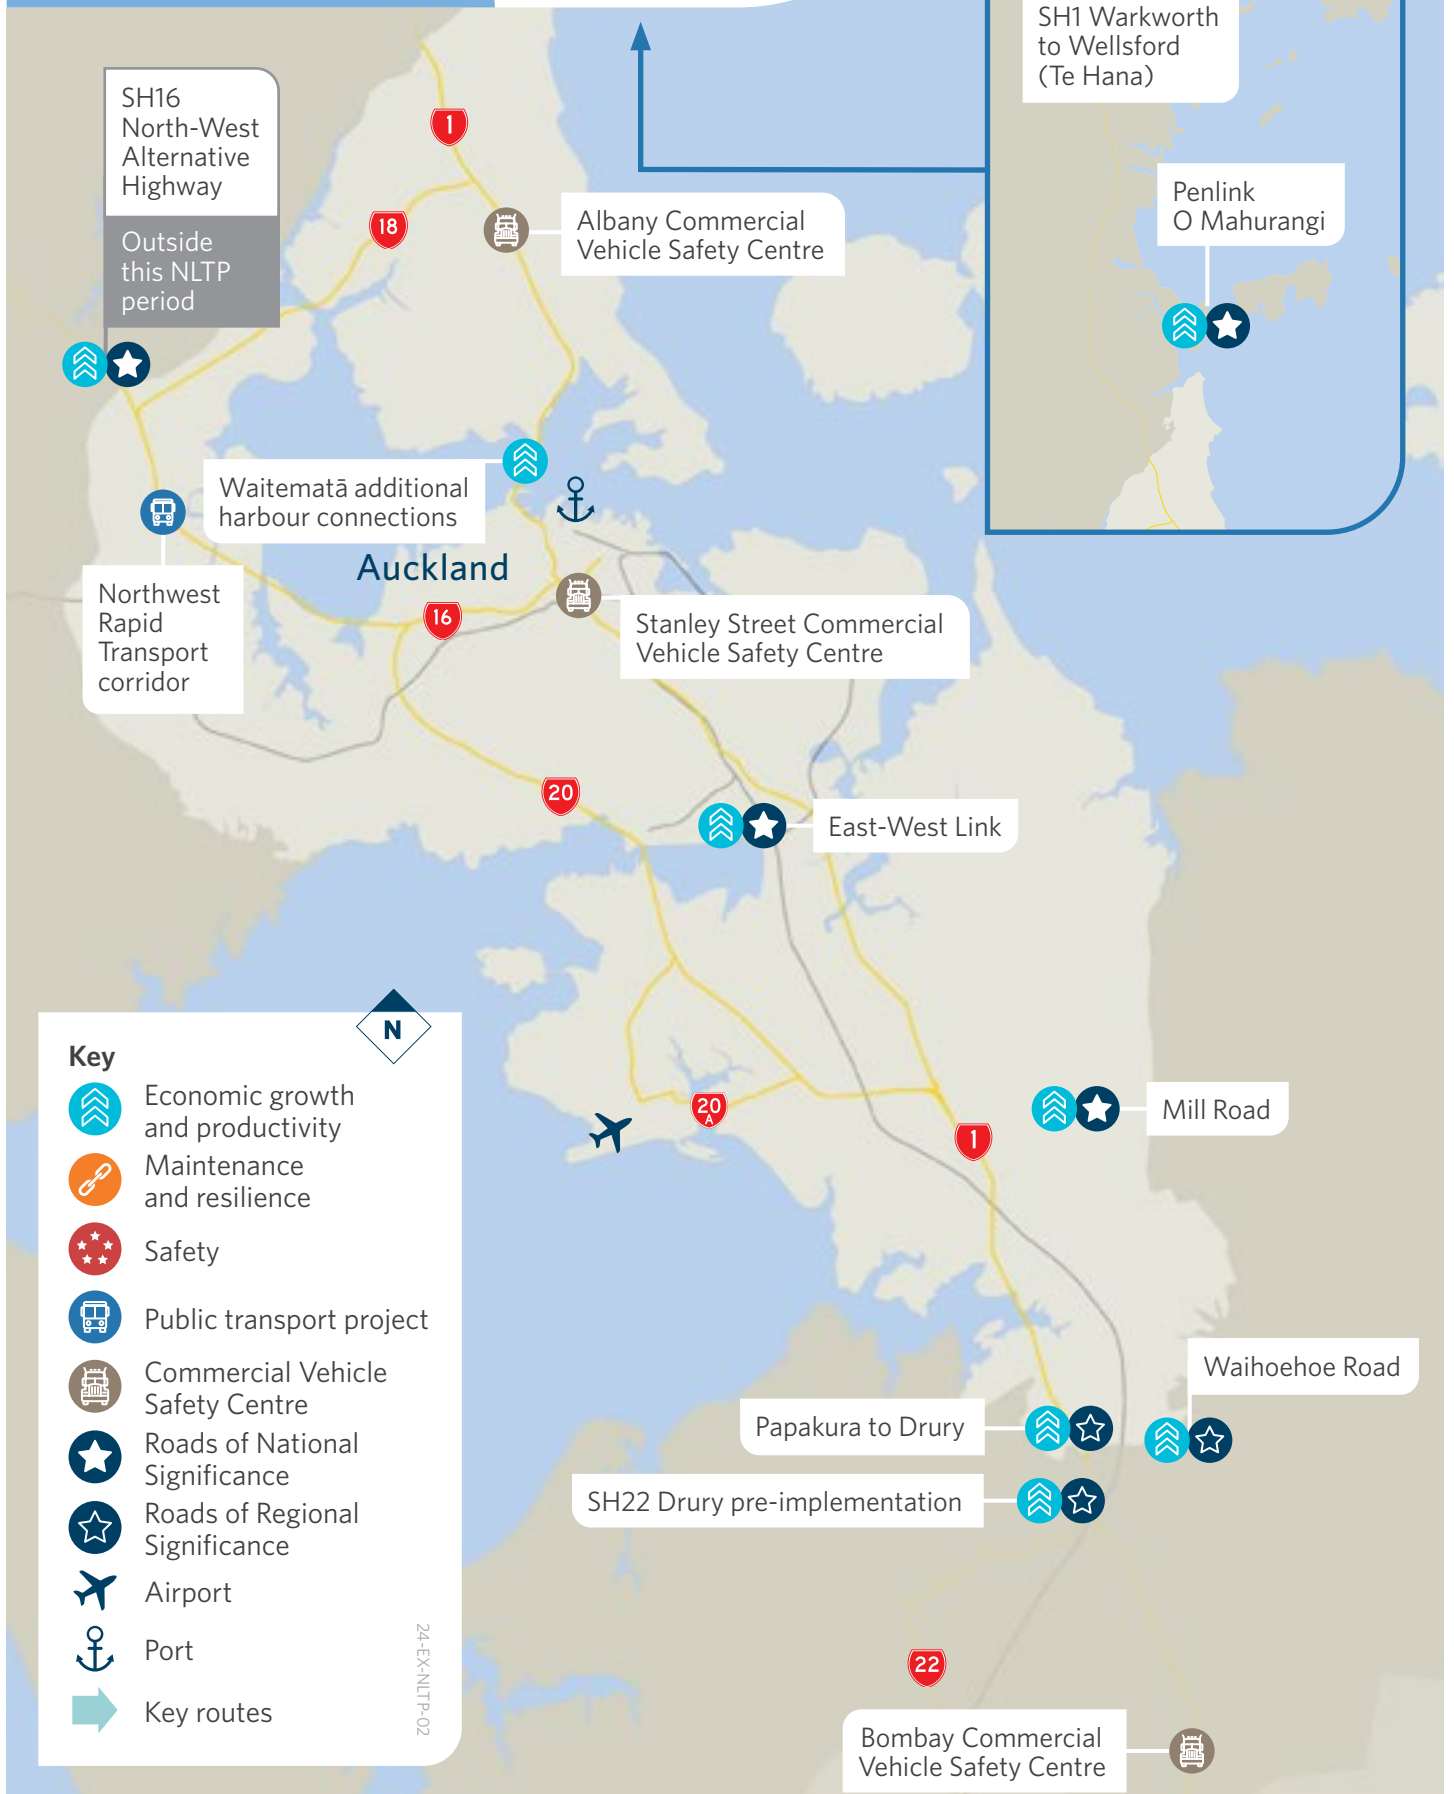 SH1 Warkworth
to Wellsford
(Te Hana)
SH16
North-West
Alternative
Highway
Outside
this NLTP
period
1
18
Albany Commercial
Vehicle Safety Centre
Penlink
O Mahurangi
Waitematā additional
harbour connections
Auckland
Northwest
Rapid
Transport
corridor
16
Stanley Street Commercial
Vehicle Safety Centre
20
East-West Link
N
Key
Economic growth
and productivity
Maintenance
and resilience
Safety
Public transport project
Commercial Vehicle
Safety Centre
Roads of National
Significance
Roads of Regional
Significance
Airport
Port
Key routes
24-EX-NLTP-02
20
A
1
Mill Road
Waihoehoe Road
Papakura to Drury
SH22 Drury pre-implementation
22
Bombay Commercial
Vehicle Safety Centre